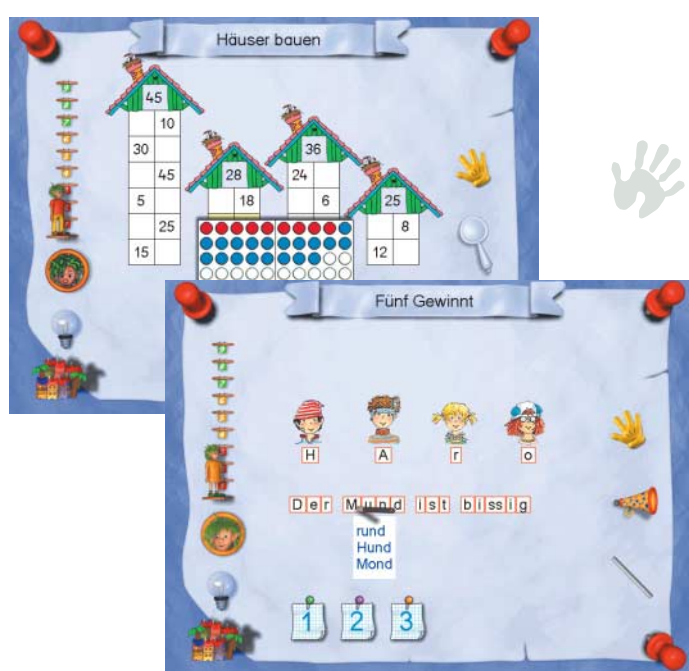 Häuser bauen
45
10
30
45
5
25
15
28
18
36
24
6
25
8
12
Fünf Gewinnt
H A r o
Der Mund ist bissig
rund
Hund
Mond
1 2 3